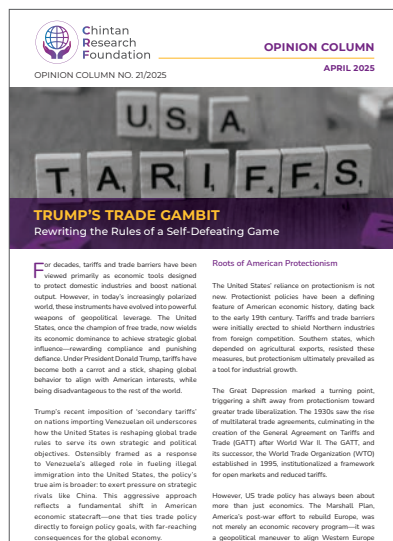 Chintan
Research
Foundation
OPINION COLUMN
OPINION COLUMN NO. 21/2025
APRIL 2025
USA
TARIFFS
TRUMP'S TRADE GAMBIT
Rewriting the Rules of a Self-Defeating Game
For decades, tariffs and trade barriers have been
viewed primarily as economic tools designed
to protect domestic industries and boost national
output. However, in today's increasingly polarized
world, these instruments have evolved into powerful
weapons of geopolitical leverage. The United
States, once the champion of free trade, now wields
its economic dominance to achieve strategic global
influence—rewarding compliance and punishing
defiance. Under President Donald Trump, tariffs have
become both a carrot and a stick, shaping global
behavior to align with American interests, while
being disadvantageous to the rest of the world.
Trump's recent imposition of 'secondary tariffs'
on nations importing Venezuelan oil underscores
how the United States is reshaping global trade
rules to serve its own strategic and political
objectives. Ostensibly framed as a response
to Venezuela's alleged role in fueling illegal
immigration into the United States, the policy's
true aim is broader: to exert pressure on strategic
rivals like China. This aggressive approach
reflects a fundamental shift in American
economic statecraft—one that ties trade policy
directly to foreign policy goals, with far-reaching
consequences for the global economy.
Roots of American Protectionism
The United States' reliance on protectionism is not
new. Protectionist policies have been a defining
feature of American economic history, dating back
to the early 19th century. Tariffs and trade barriers
were initially erected to shield Northern industries
from foreign competition. Southern states, which
depended on agricultural exports, resisted these
measures, but protectionism ultimately prevailed as
a tool for industrial growth.
The Great Depression marked a turning point,
triggering a shift away from protectionism toward
greater trade liberalization. The 1930s saw the rise
of multilateral trade agreements, culminating in the
creation of the General Agreement on Tariffs and
Trade (GATT) after World War II. The GATT, and
its successor, the World Trade Organization (WTO)
established in 1995, institutionalized a framework
for open markets and reduced tariffs.
However, US trade policy has always been about
more than just economics. The Marshall Plan,
America's post-war effort to rebuild Europe, was
not merely an economic recovery program—it was
a geopolitical maneuver to align Western Europe